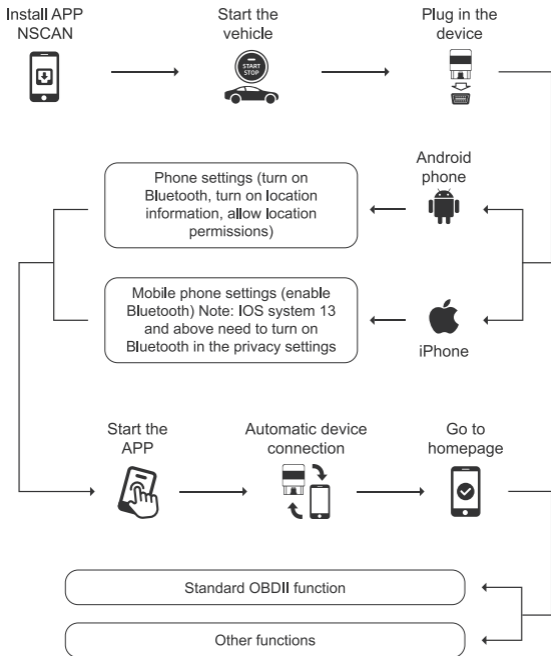 Install APP
NSCAN
Start the
vehicle
START
STOP
Plug in the
device
Android
phone
Phone settings (turn on
Bluetooth, turn on location
information, allow location
permissions)
Mobile phone settings (enable
Bluetooth) Note: IOS system 13
and above need to turn on
Bluetooth in the privacy settings
iPhone
Start the
APP
Automatic device
connection
Go to
homepage
Standard OBDII function
Other functions